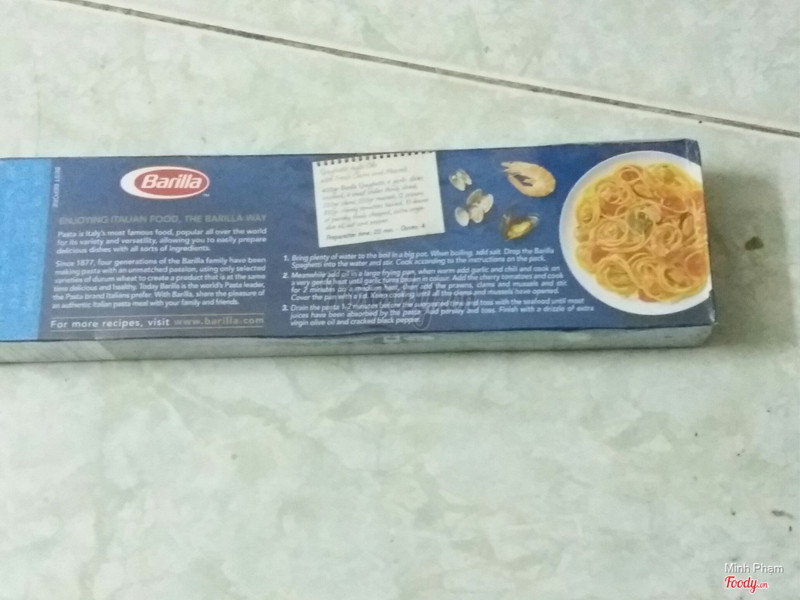 Barilla
ENJOYING ITALIAN FOOD, THE BARILLA WAY
Pasta is Italy's most famous food, popular all over the world
for its variety and versatility, allowing you to easily prepare
delicious dishes with all sorts of ingredients.
Since 1877, four generations of the Barilla family have been
making pasta with an unmatched passion, using only selected
varieties of durum wheat to create a product that is at the same
time delicious and healthy. Today Barilla is the world's Pasta leader,
the Pasta brand Italians prefer. With Barilla, share the pleasure of
an authentic Italian pasta meal with your family and friends.
For more recipes, visit www.barilla.com
Preparation time: 20 min
1. Bring plenty of water to the boil in a big pot. When boiling, add salt. Drop the Barilla
Spaghetti into the water and stir. Cook according to the instructions on the pack.
2. Meanwhile add oil in a large frying pan, when warm add garlic and chili and cook on
a very gentle heat until garlic turns brown in colour. Add the cherry tomatoes and cook
for 2 minutes on a medium heat, then add the prawns, clams and mussels and stir.
Cover the pan with a lid. Keep cooking until all the clams and mussels have opened.
3. Drain the pasta 1-2 minutes before the recommended time and toss with the seafood until most
juices have been absorbed by the pasta. Add parsley and toss. Finish with a drizzle of extra
virgin olive oil and cracked black pepper.
Minh Phạm
Foody.vn